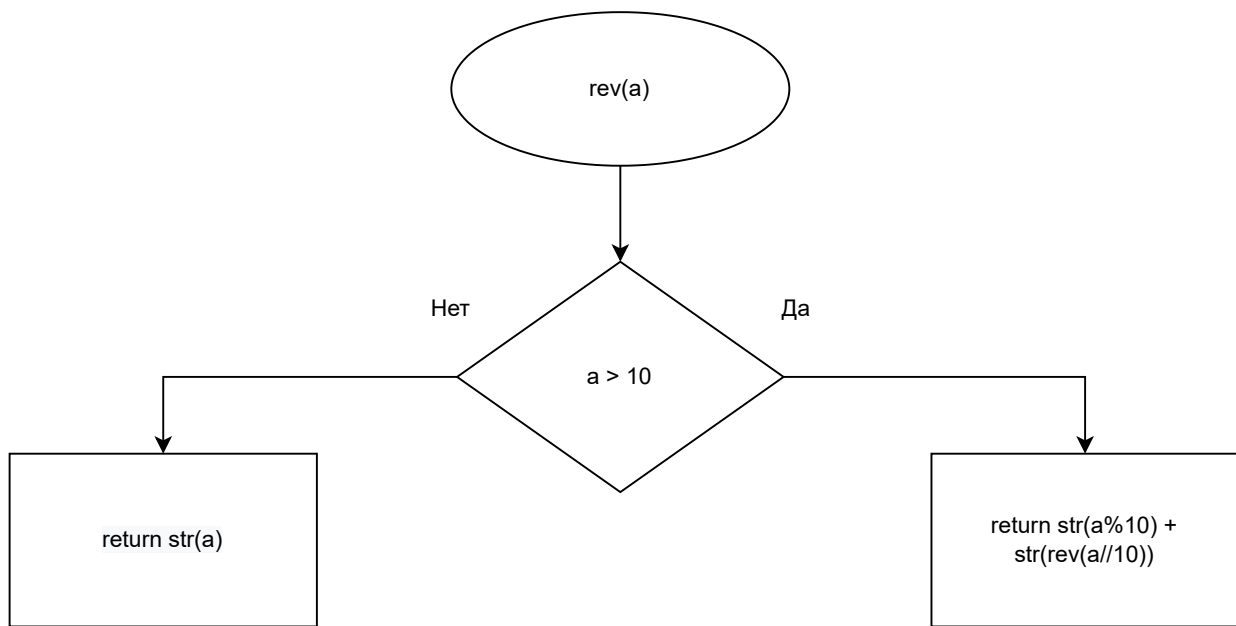 rev(a)
Нет
Да
a > 10
return str(a)
return str(a%10) +
str(rev(a//10))